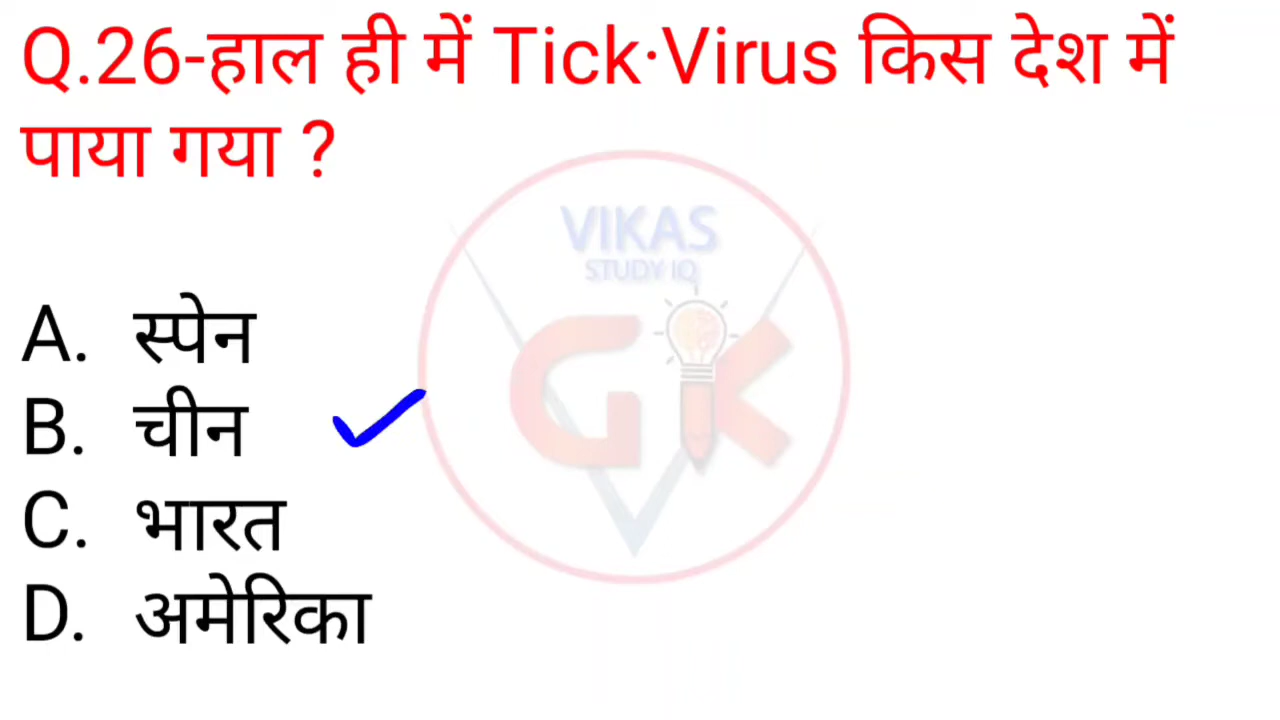 Q.26-हाल ही में Tick·Virus किस देश में
पाया गया ?
VIKAS
STUDY IQ
GK
A. स्पेन
B. चीन
C. भारत
D. अमेरिका